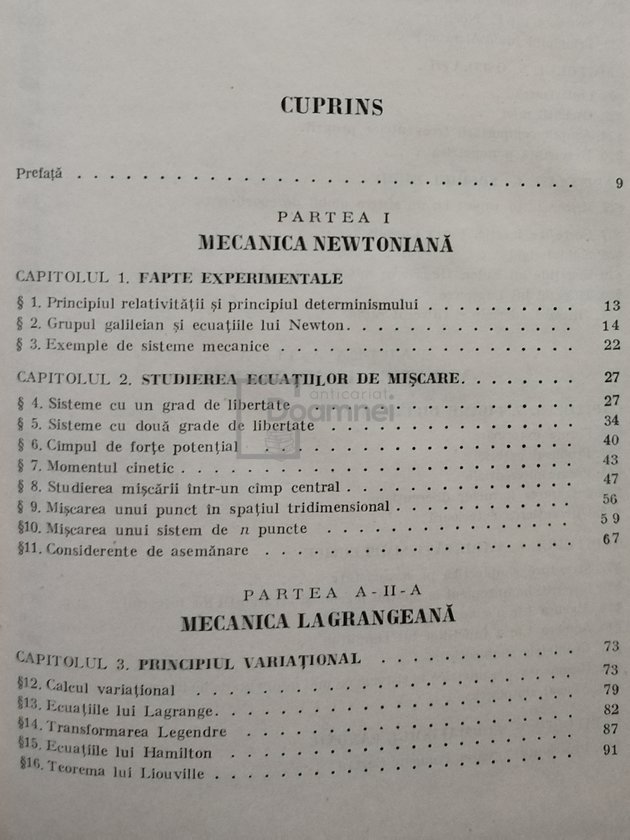 CUPRINS
Prefață . . . . . . . . . . . . . . . . . . . . . . . . . . . . . . . . 9
PARTEA I
MECANICA NEWTONIANĂ
CAPITOLUL 1. FAPTE EXPERIMENTALE
§ 1. Principiul relativității și principiul determinismului . . . . . . . . . . 13
§ 2. Grupul galileian și ecuațiile lui Newton. . . . . . . . . . . . . . . 14
§ 3. Exemple de sisteme mecanice . . . . . . . . . . . . . . . . . . . 22
CAPITOLUL 2. STUDIEREA ECUAȚIILOR DE MIȘCARE. . . . . . . . 27
§ 4. Sisteme cu un grad de libertate . . . . . . . . . . . . . . . . . . 27
§ 5. Sisteme cu două grade de libertate . . . . . . . . . . . . . . . . . 34
§ 6. Cîmpul de forțe potențial . . . . . . . . . . . . . . . . . . . . . 40
§ 7. Momentul cinetic . . . . . . . . . . . . . . . . . . . . . . . . . 43
§ 8. Studierea mișcării într-un cîmp central . . . . . . . . . . . . . . . 47
§ 9. Mișcarea unui punct în spațiul tridimensional . . . . . . . . . . . . 56
§10. Mișcarea unui sistem de n puncte . . . . . . . . . . . . . . . . . 59
§11. Considerente de asemănare . . . . . . . . . . . . . . . . . . . . 67
anticariat
Doamnei
PARTEA A-II-A
MECANICA LAGRANGEANĂ
CAPITOLUL 3. PRINCIPIUL VARIAȚIONAL . . . . . . . . . . . . . 73
§12. Calcul variațional . . . . . . . . . . . . . . . . . . . . . . . . 73
§13. Ecuațiile lui Lagrange. . . . . . . . . . . . . . . . . . . . . . . 79
§14. Transformarea Legendre . . . . . . . . . . . . . . . . . . . . . 82
§15. Ecuațiile lui Hamilton . . . . . . . . . . . . . . . . . . . . . . 87
§16. Teorema lui Liouville . . . . . . . . . . . . . . . . . . . . . . . 91